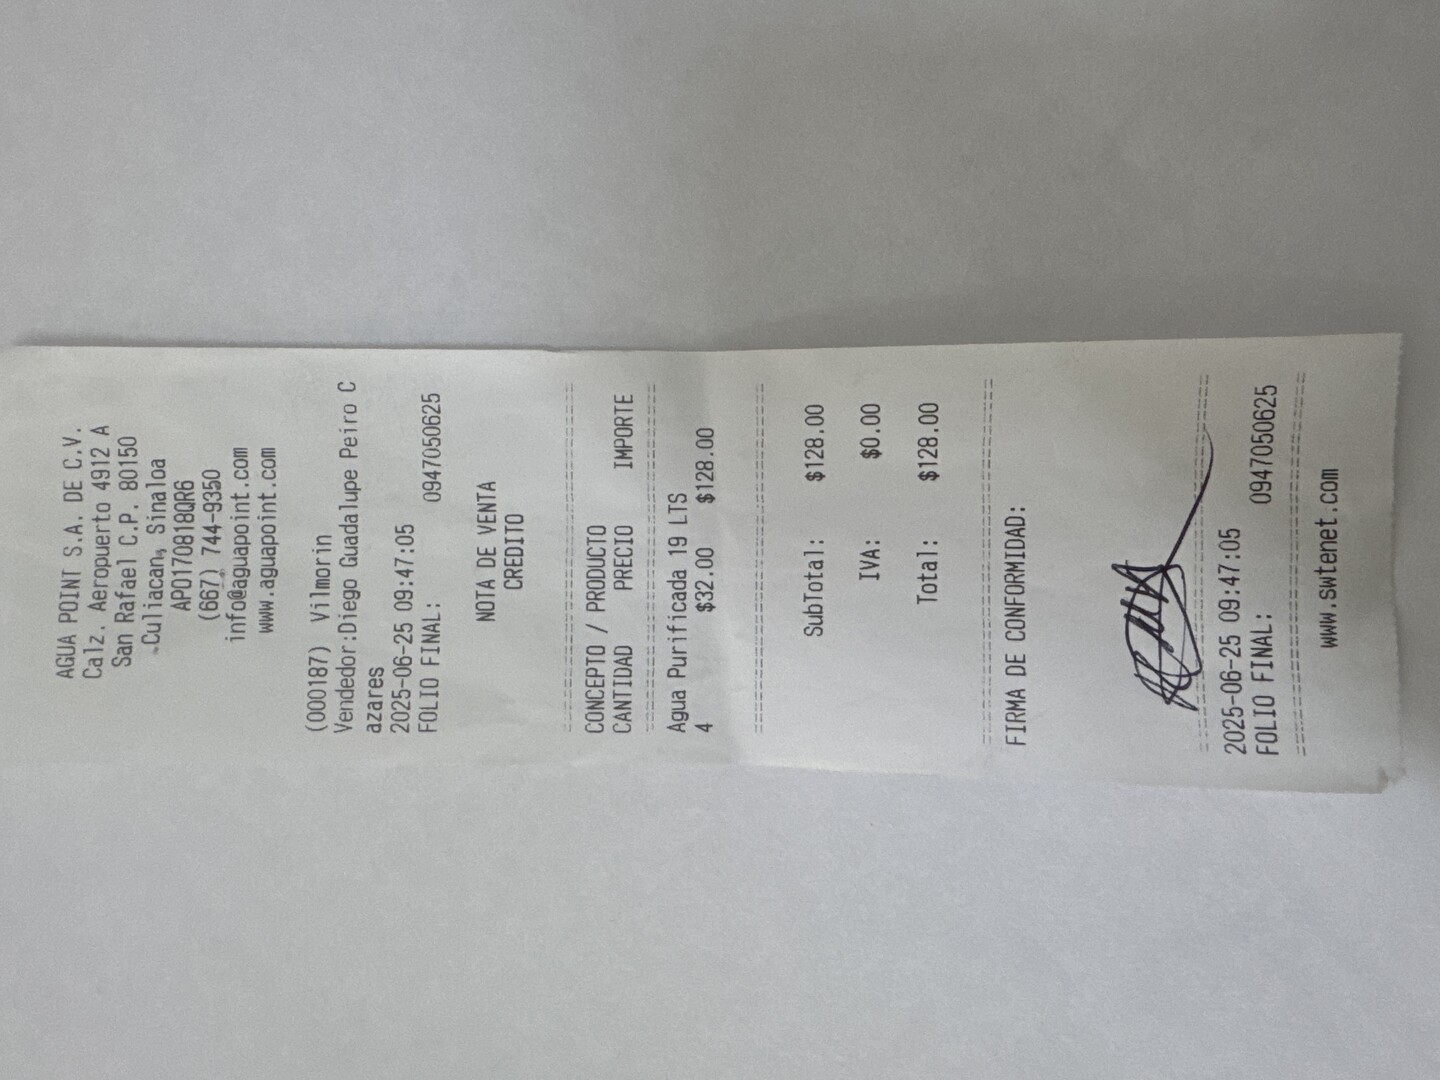 AGUA POINT S.A. DE C.V.
Calz. Aeropuerto 4912 A
San Rafael C.P. 80150
Culiacan, Sinaloa
APO170818QR6
(667) 744-9350
info@aguapoint.com
www.aguapoint.com
(000187) Vilmorin
Vendedor:Diego Guadalupe Peiro C
azares
2025-06-25 09:47:05
FOLIO FINAL: 0947050625
NOTA DE VENTA
CREDITO
CONCEPTO / PRODUCTO
CANTIDAD PRECIO IMPORTE
Agua Purificada 19 LTS
4 $32.00 $128.00
SubTotal: $128.00
IVA: $0.00
Total: $128.00
FIRMA DE CONFORMIDAD:
2025-06-25 09:47:05
FOLIO FINAL: 0947050625
www.swtenet.com